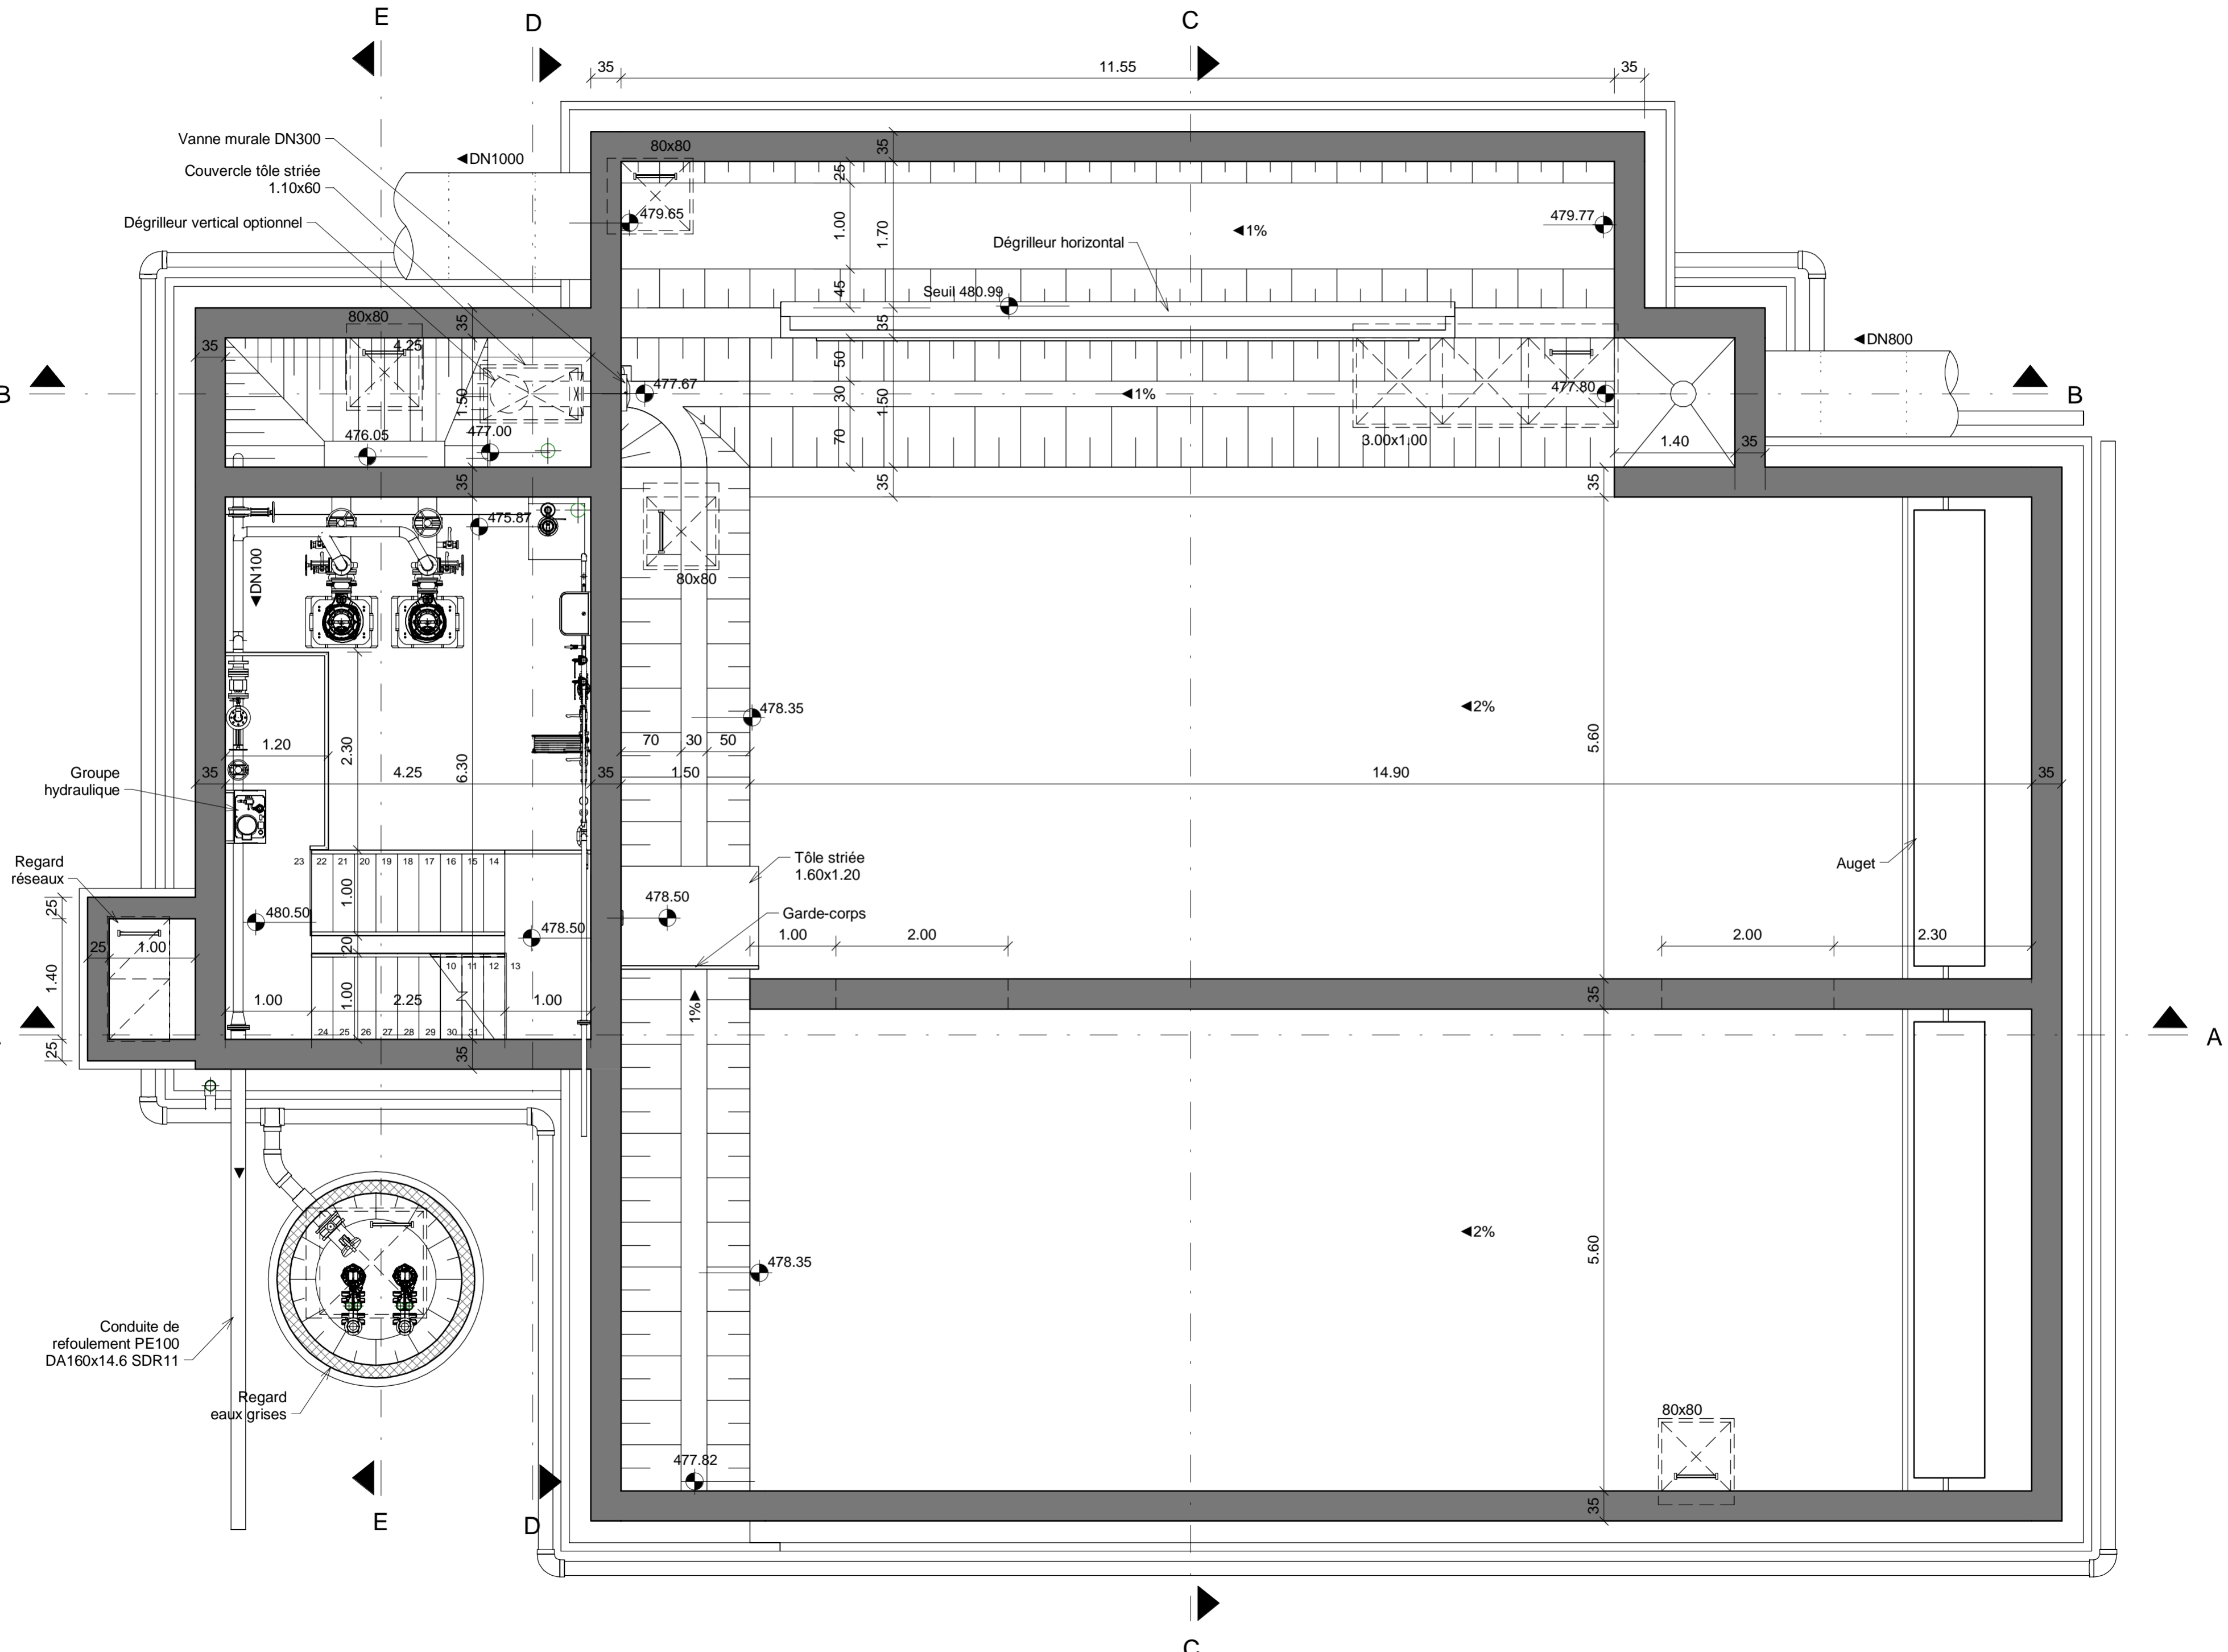 E
D
C
35
11.55
35
Vanne murale DN300
◄DN1000
80x80
35
Couvercle tôle striée
1.10x60
25
Dégrilleur vertical optionnel
479.65
1.00
1.70
479.77
◄1%
Dégrilleur horizontal
45
Seuil 480.99
80x80
35
35
35
4.25
◄DN800
50
B
1.50
477.67
30
1.50
◄1%
477.80
B
476.05
477.00
70
3.00x1.00
1.40
35
35
35
35
475.87
◄DN100
80x80
478.35
◄2%
70
30
50
5.60
1.20
2.30
6.30
Groupe
hydraulique
35
4.25
35
1.50
14.90
35
Regard
réseaux
23
22
21
20
19
18
17
16
15
14
Tôle striée
1.60x1.20
Auget
1.00
478.50
25
480.50
Garde-corps
478.50
20
1.00
2.00
2.00
2.30
25
1.00
1.40
10
11
12
13
1.00
1.00
2.25
1.00
1%►
35
24
25
26
27
28
29
30
31
A
25
35
◄2%
478.35
5.60
Conduite de
refoulement PE100
DA160x14.6 SDR11
Regard
eaux grises
80x80
477.82
35
E
D
C